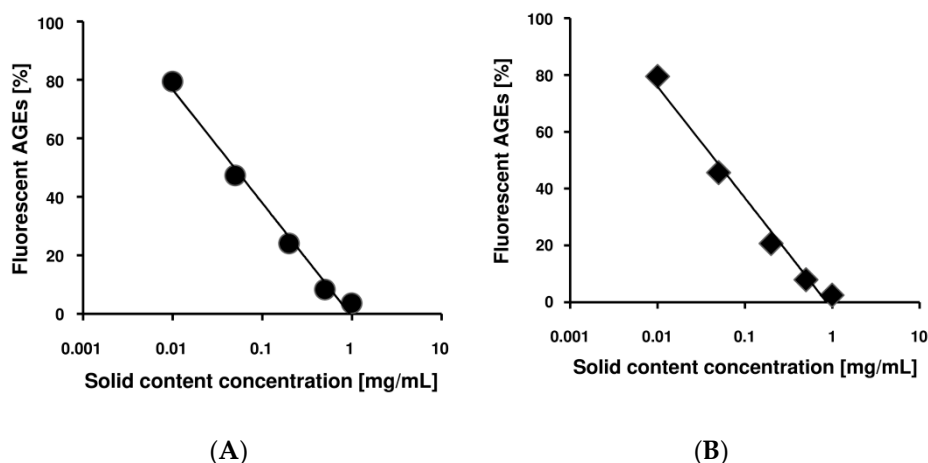 Fluorescent AGEs [%]
100
80
60
40
20
0
0.001 0.01 0.1 1 10
Solid content concentration [mg/mL]
(A)
Fluorescent AGEs [%]
100
80
60
40
20
0
0.001 0.01 0.1 1 10
Solid content concentration [mg/mL]
(B)